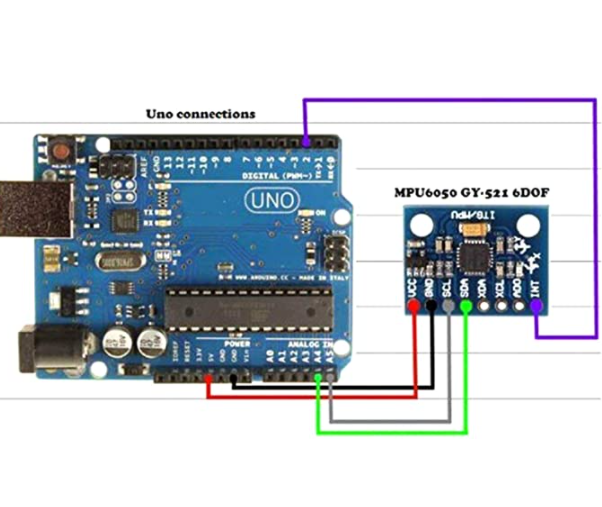 Uno connections
AREF
GND
13
12
~11
~10
~9
8
7
~6
~5
4
~3
2
TX▸1
RX◂0
DIGITAL (PWM~)
UNO
TX
RX
L
ON
ICSP
WWW.ARDUINO.CC - MADE IN ITALY
POWER
ANALOG IN
IOREF
RESET
3.3V
5V
GND
GND
Vin
A0
A1
A2
A3
A4
A5
MPU6050 GY-521 6DOF
ITG/MPU
VCC
GND
SCL
SDA
XDA
XCL
ADO
INT